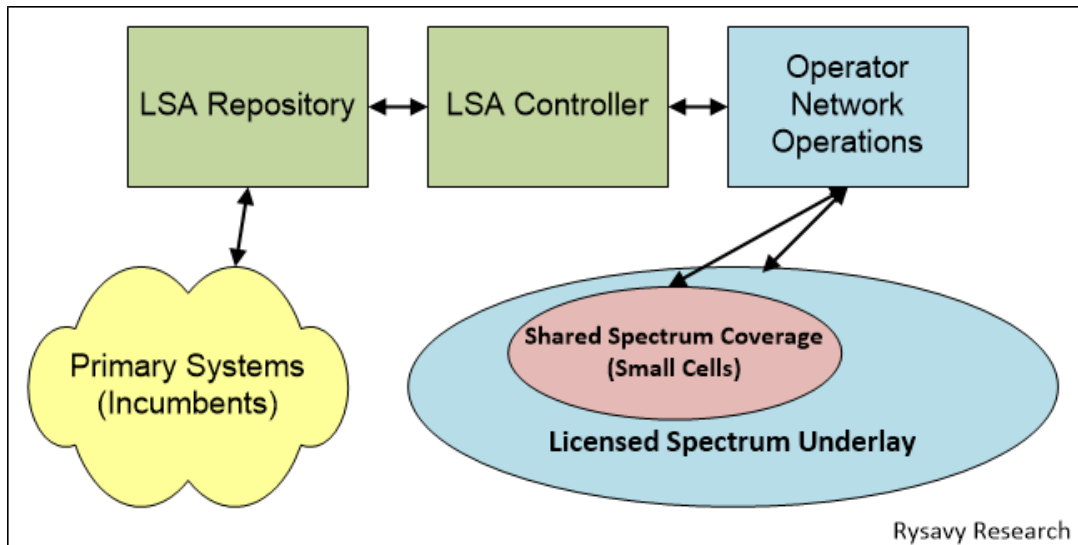 LSA Repository
LSA Controller
Operator
Network
Operations
Primary Systems
(Incumbents)
Shared Spectrum Coverage
(Small Cells)
Licensed Spectrum Underlay
Rysavy Research